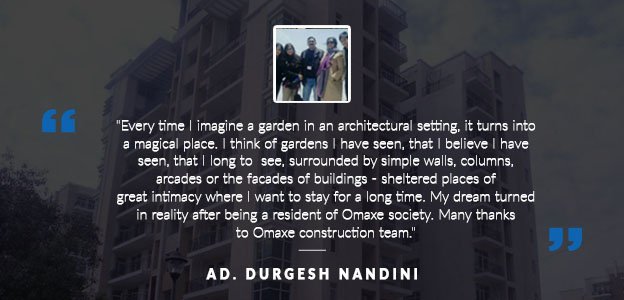 "Every time I imagine a garden in an architectural setting, it turns into
a magical place. I think of gardens I have seen, that I believe I have
seen, that I long to  see, surrounded by simple walls, columns,
arcades or the facades of buildings - sheltered places of
great intimacy where I want to stay for a long time. My dream turned
in reality after being a resident of Omaxe society. Many thanks
to Omaxe construction team."
AD. DURGESH NANDINI